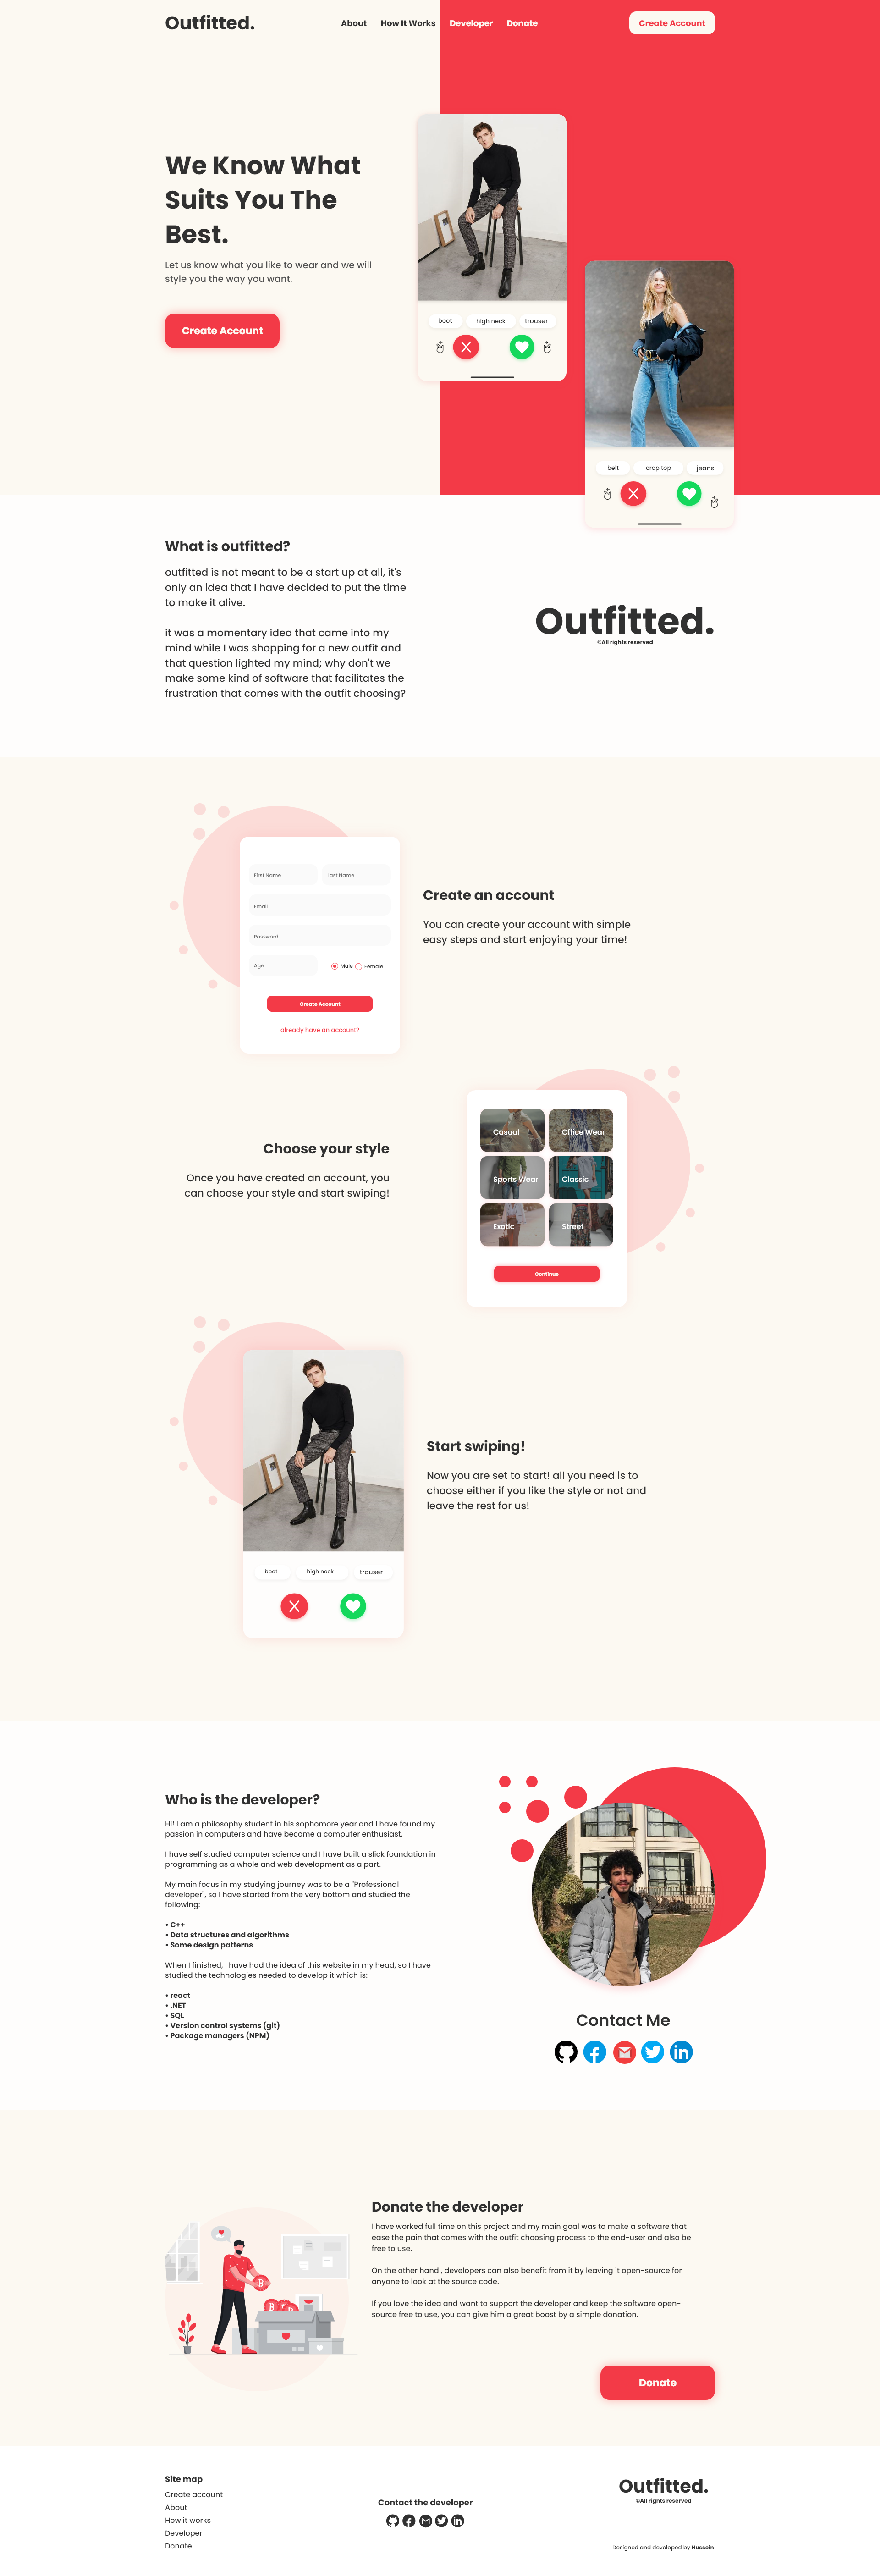 Outfitted.
About
How It Works
Developer
Donate
Create Account
We Know What
Suits You The
Best.
Let us know what you like to wear and we will
style you the way you want.
Create Account
boot
high neck
trouser
belt
crop top
jeans
What is outfitted?
outfitted is not meant to be a start up at all, it's
only an idea that I have decided to put the time
to make it alive.
it was a momentary idea that came into my
mind while I was shopping for a new outfit and
that question lighted my mind; why don't we
make some kind of software that facilitates the
frustration that comes with the outfit choosing?
Outfitted.
©All rights reserved
First Name
Last Name
Email
Password
Age
Male
Female
Create Account
already have an account?
Create an account
You can create your account with simple
easy steps and start enjoying your time!
Choose your style
Once you have created an account, you
can choose your style and start swiping!
Casual
Office Wear
Sports Wear
Classic
Exotic
Street
Continue
boot
high neck
trouser
Start swiping!
Now you are set to start! all you need is to
choose either if you like the style or not and
leave the rest for us!
Who is the developer?
Hi! I am a philosophy student in his sophomore year and I have found my
passion in computers and have become a computer enthusiast.
I have self studied computer science and I have built a slick foundation in
programming as a whole and web development as a part.
My main focus in my studying journey was to be a "Professional
developer", so I have started from the very bottom and studied the
following:
• C++
• Data structures and algorithms
• Some design patterns
When I finished, I have had the idea of this website in my head, so I have
studied the technologies needed to develop it which is:
• react
• .NET
• SQL
• Version control systems (git)
• Package managers (NPM)
Contact Me
Donate the developer
I have worked full time on this project and my main goal was to make a software that
ease the pain that comes with the outfit choosing process to the end-user and also be
free to use.
On the other hand , developers can also benefit from it by leaving it open-source for
anyone to look at the source code.
If you love the idea and want to support the developer and keep the software open-
source free to use, you can give him a great boost by a simple donation.
Donate
Site map
Create account
About
How it works
Developer
Donate
Contact the developer
Outfitted.
©All rights reserved
Designed and developed by Hussein